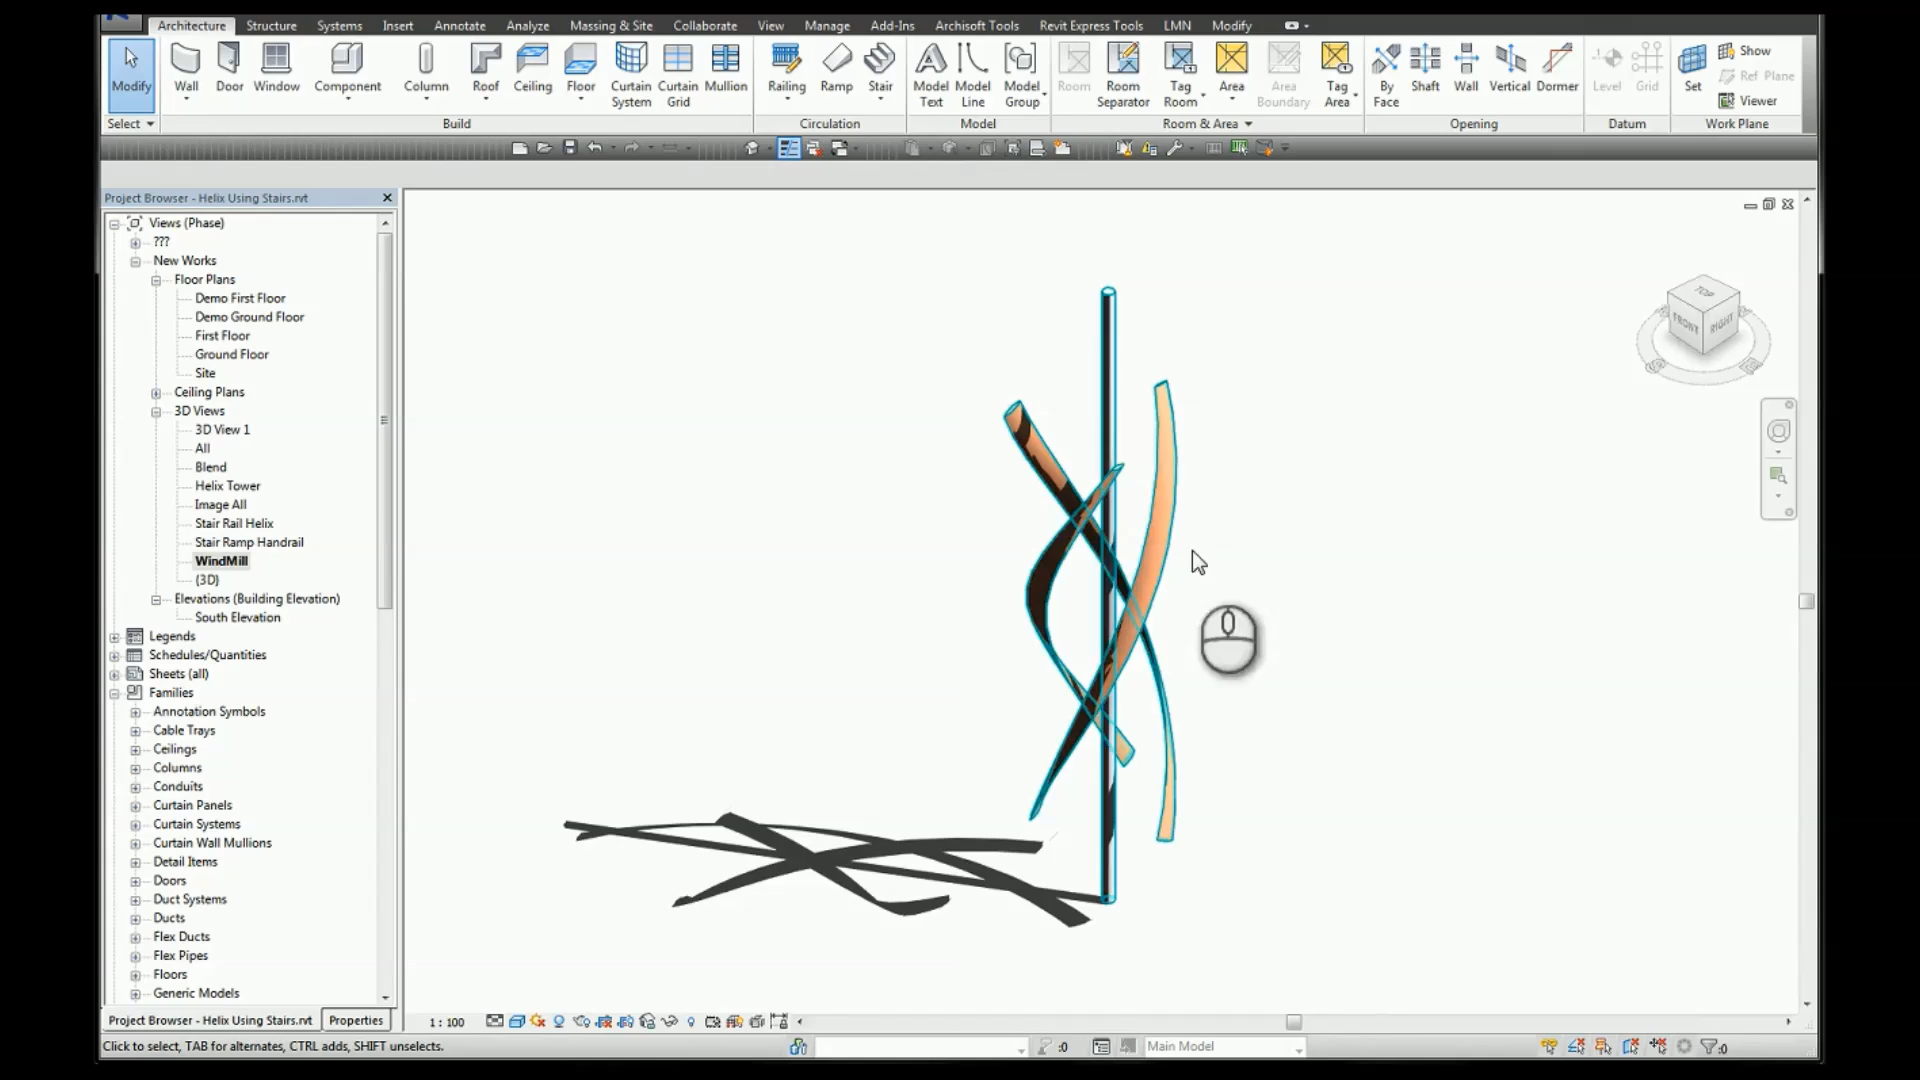 Architecture Structure Systems Insert Annotate Analyze Massing & Site Collaborate View Manage Add-Ins Archisoft Tools Revit Express Tools LMN Modify
Modify Wall Door Window Component Column Roof Ceiling Floor Curtain System Curtain Grid Mullion Railing Ramp Stair Model Text Model Line Model Group Room Room Separator Tag Room Area Area Boundary Tag Area By Face Shaft Wall Vertical Dormer Level Grid Set Show Ref Plane Viewer
Select Build Circulation Model Room & Area Opening Datum Work Plane
Project Browser - Helix Using Stairs.rvt
Views (Phase)
???
New Works
Floor Plans
Demo First Floor
Demo Ground Floor
First Floor
Ground Floor
Site
Ceiling Plans
3D Views
3D View 1
All
Blend
Helix Tower
Image All
Stair Rail Helix
Stair Ramp Handrail
WindMill
{3D}
Elevations (Building Elevation)
South Elevation
Legends
Schedules/Quantities
Sheets (all)
Families
Annotation Symbols
Cable Trays
Ceilings
Columns
Conduits
Curtain Panels
Curtain Systems
Curtain Wall Mullions
Detail Items
Doors
Duct Systems
Ducts
Flex Ducts
Flex Pipes
Floors
Generic Models
TOP
FRONT RIGHT
Project Browser - Helix Using Stairs.rvt Properties
1 : 100
Click to select, TAB for alternates, CTRL adds, SHIFT unselects.
:0
Main Model
:0